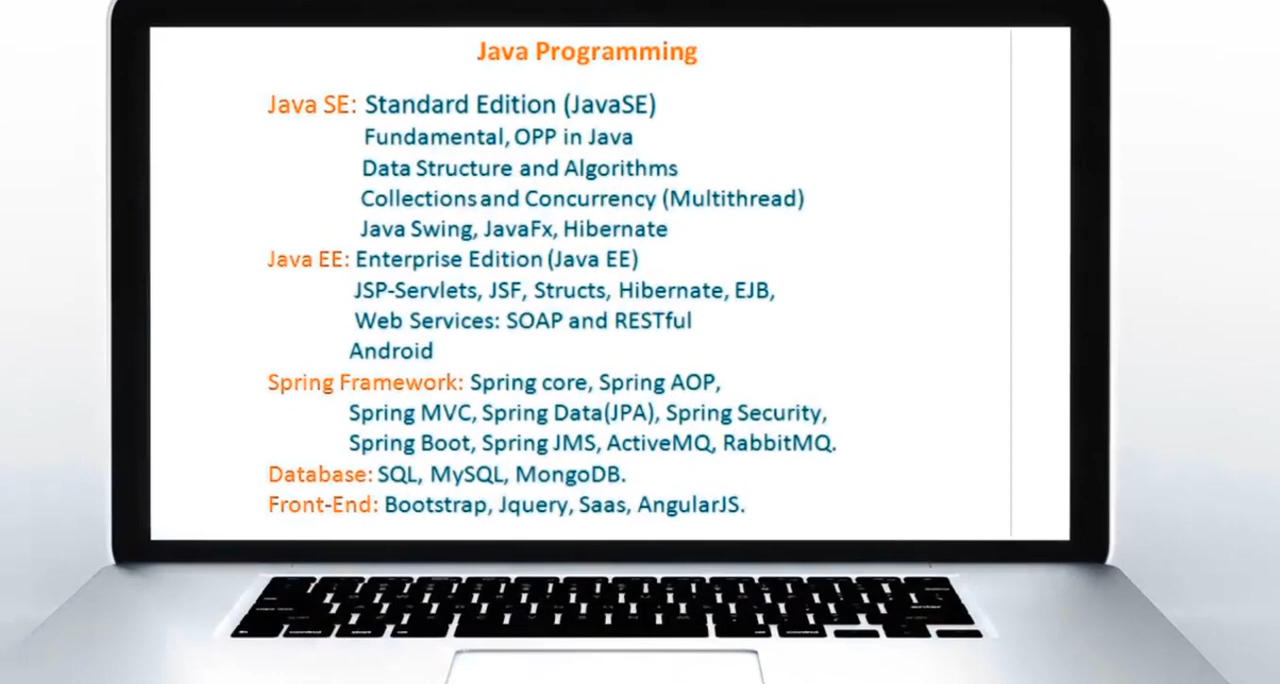 Java Programming
Java SE: Standard Edition (JavaSE)
Fundamental, OPP in Java
Data Structure and Algorithms
Collections and Concurrency (Multithread)
Java Swing, JavaFx, Hibernate
Java EE: Enterprise Edition (Java EE)
JSP-Servlets, JSF, Structs, Hibernate, EJB,
Web Services: SOAP and RESTful
Android
Spring Framework: Spring core, Spring AOP,
Spring MVC, Spring Data(JPA), Spring Security,
Spring Boot, Spring JMS, ActiveMQ, RabbitMQ.
Database: SQL, MySQL, MongoDB.
Front-End: Bootstrap, Jquery, Saas, AngularJS.